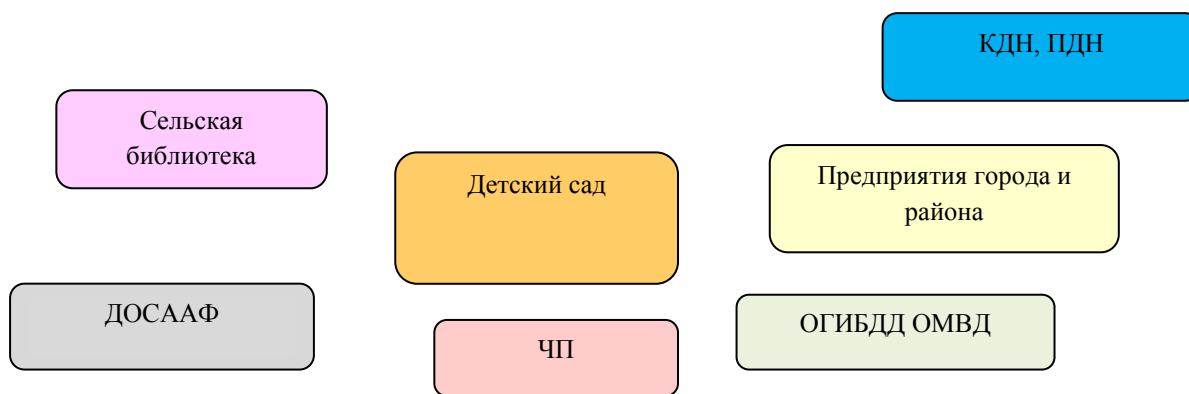 КДН, ПДН
Сельская
библиотека
Детский сад
Предприятия города и
района
ДОСААФ
ЧП
ОГИБДД ОМВД